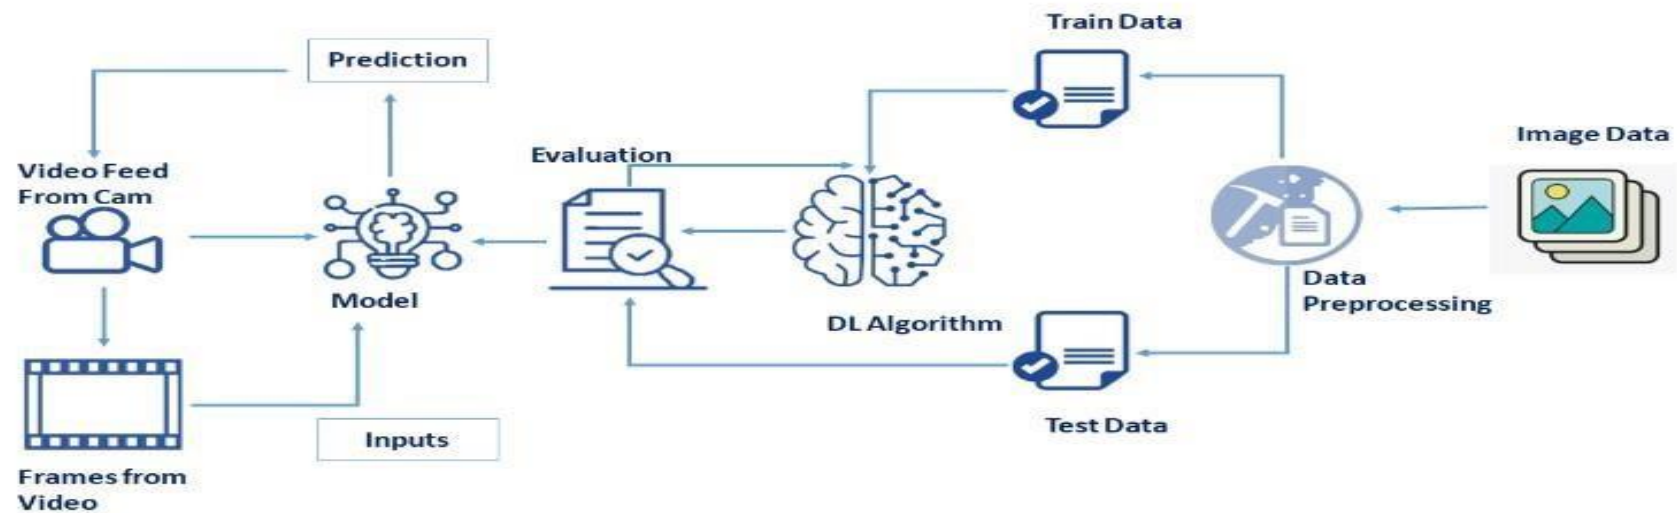 Train Data
Prediction
Image Data
Evaluation
Video Feed
From Cam
Data
Preprocessing
Model
DL Algorithm
Test Data
Inputs
Frames from
Video